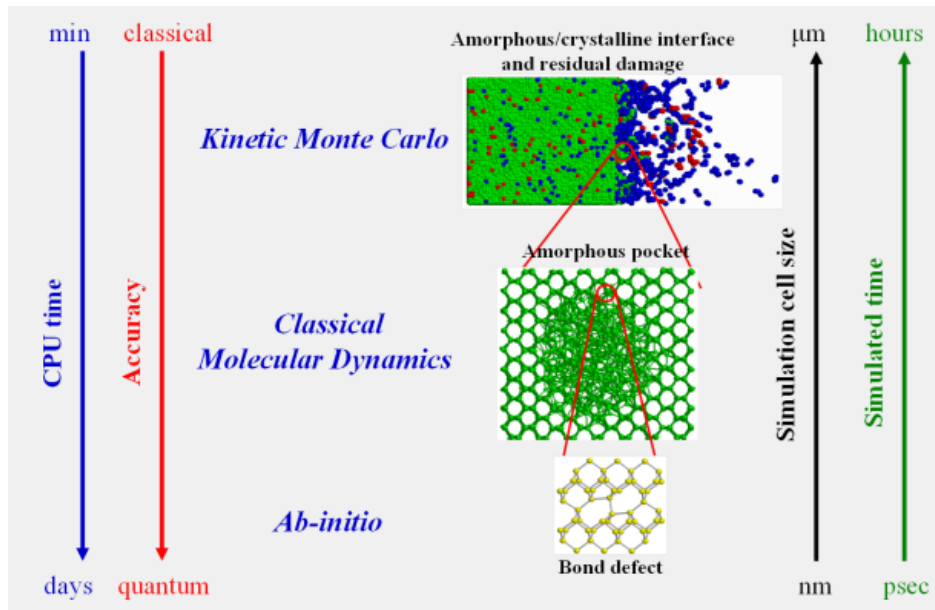 min
classical
Amorphous/crystalline interface
and residual damage
μm
hours
Kinetic Monte Carlo
Amorphous pocket
CPU time
Accuracy
Classical
Molecular Dynamics
Simulation cell size
Simulated time
Ab-initio
Bond defect
days
quantum
nm
psec